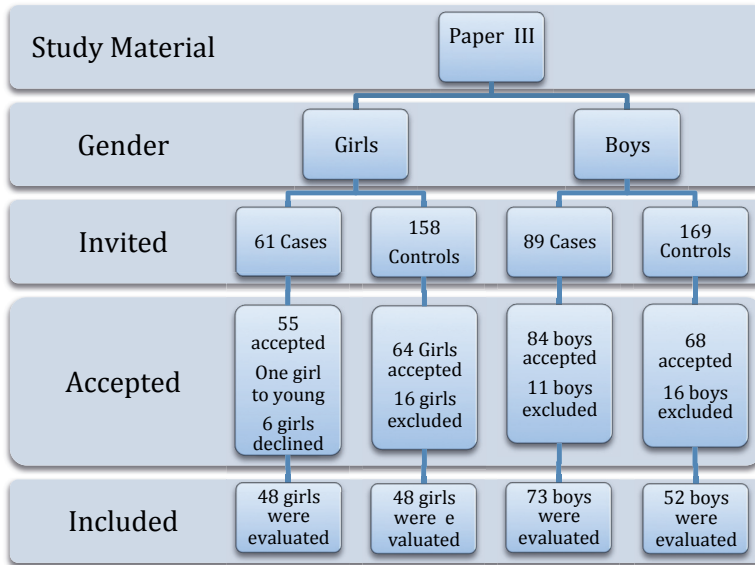 Study Material
Paper III
Gender
Girls
Boys
Invited
61 Cases
158
Controls
89 Cases
169
Controls
Accepted
55
accepted
One girl
to young
6 girls
declined
64 Girls
accepted
16 girls
excluded
84 boys
accepted
11 boys
excluded
68
accepted
16 boys
excluded
Included
48 girls
were
evaluated
48 girls
were e
valuated
73 boys
were
evaluated
52 boys
were
evaluated